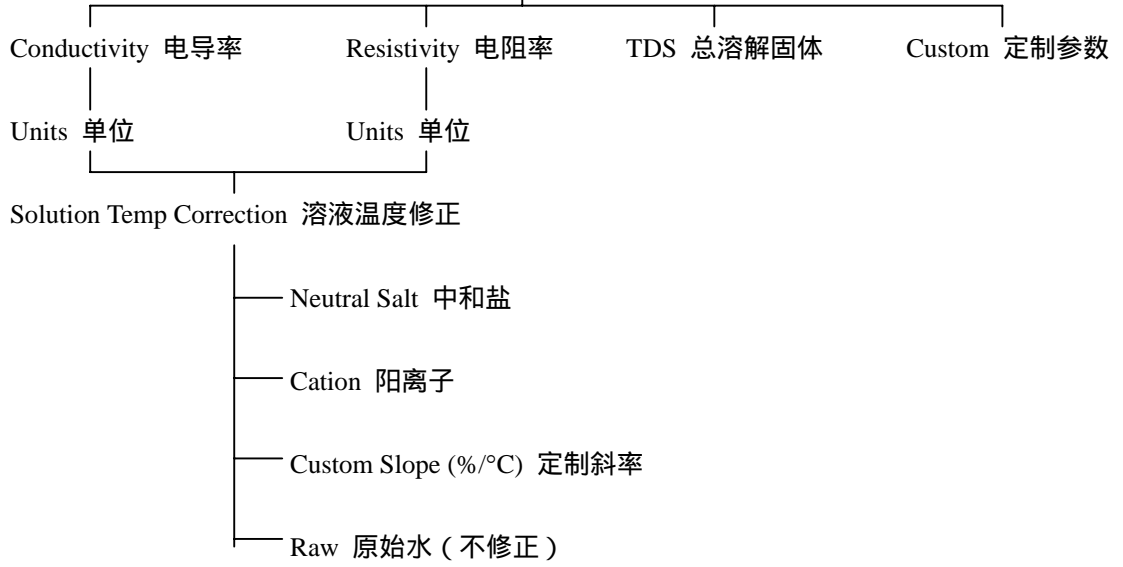 Conductivity 电导率 Resistivity 电阻率 TDS 总溶解固体 Custom 定制参数
Units 单位 Units 单位
Solution Temp Correction 溶液温度修正
Neutral Salt 中和盐
Cation 阳离子
Custom Slope (%/°C) 定制斜率
Raw 原始水（不修正）